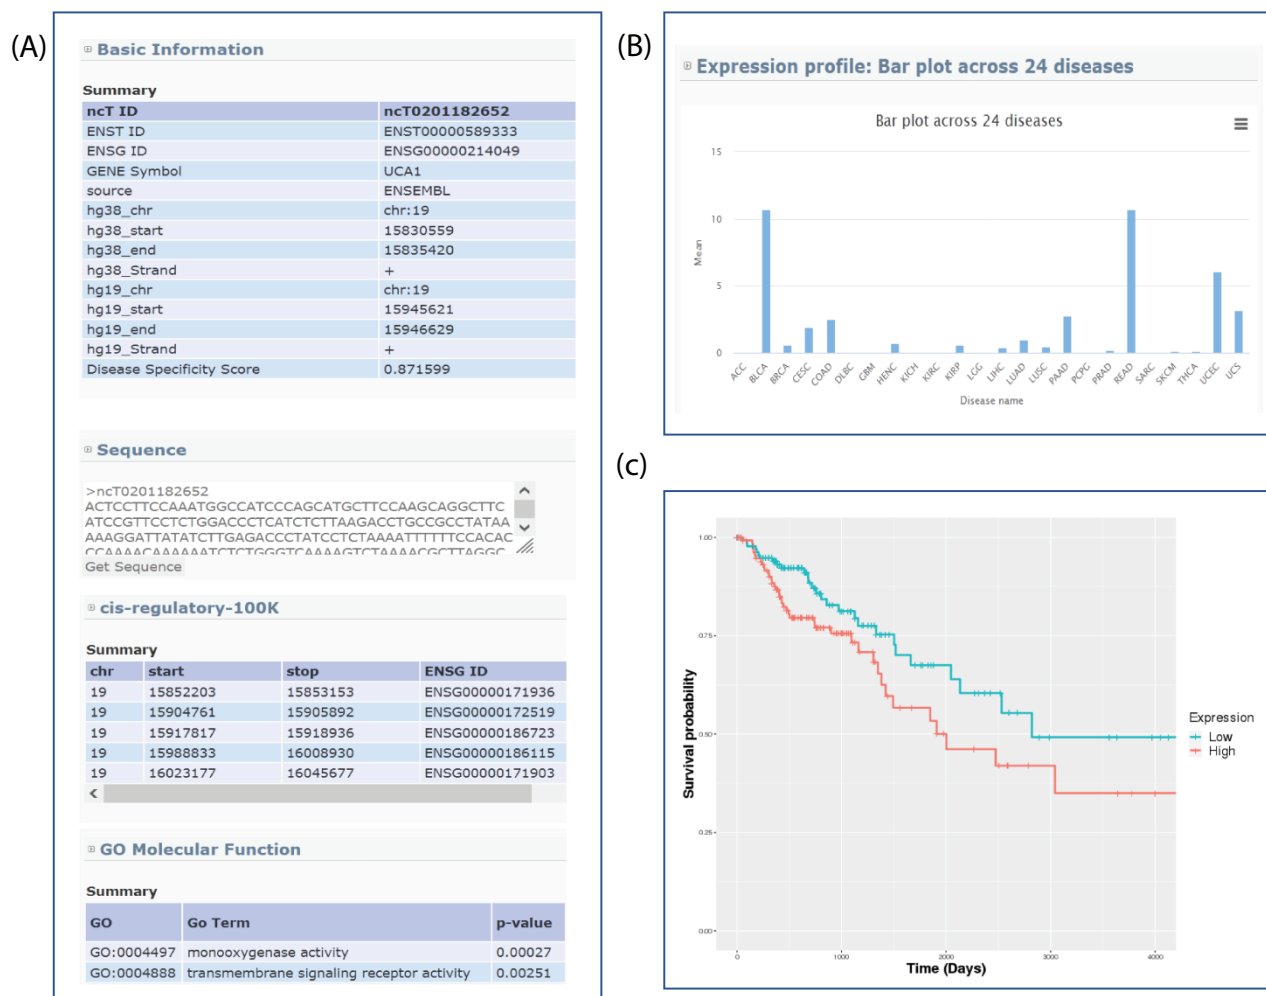 (A)
Basic Information
Summary
ncT ID ncT0201182652
ENST ID ENST00000589333
ENSG ID ENSG00000214049
GENE Symbol UCA1
source ENSEMBL
hg38_chr chr:19
hg38_start 15830559
hg38_end 15835420
hg38_Strand +
hg19_chr chr:19
hg19_start 15945621
hg19_end 15946629
hg19_Strand +
Disease Specificity Score 0.871599
Sequence
>ncT0201182652
ACTCCTTCCAAATGGCCATCCCAGCATGCTTCCAAGCAGGCTTC
ATCCGTTCCTCTGGACCCTCATCTCTTAAGACCTGCCGCCTATAA
AAAGGATTATATCTTGAGACCCTATCCTCTAAAATTTTTTCCACAC
CCAAAACAAAAAATCTCTGGGTCAAAAGTCTAAAACGCTTAGGC
Get Sequence
cis-regulatory-100K
Summary
chr start stop ENSG ID
19 15852203 15853153 ENSG00000171936
19 15904761 15905892 ENSG00000172519
19 15917817 15918936 ENSG00000186723
19 15988833 16008930 ENSG00000186115
19 16023177 16045677 ENSG00000171903
GO Molecular Function
Summary
GO Go Term p-value
GO:0004497 monooxygenase activity 0.00027
GO:0004888 transmembrane signaling receptor activity 0.00251
(B)
Expression profile: Bar plot across 24 diseases
Bar plot across 24 diseases
15
10
5
0
Mean
ACC BLCA BRCA CESC COAD DLBC GBM HENC KICH KIRC KIRP LGG LIHC LUAD LUSC PAAD PCPG PRAD READ SARC SKCM THCA UCEC UCS
Disease name
(c)
1.00
0.75
0.50
0.25
0.00
Survival probability
0 1000 2000 3000 4000
Time (Days)
Expression
Low
High